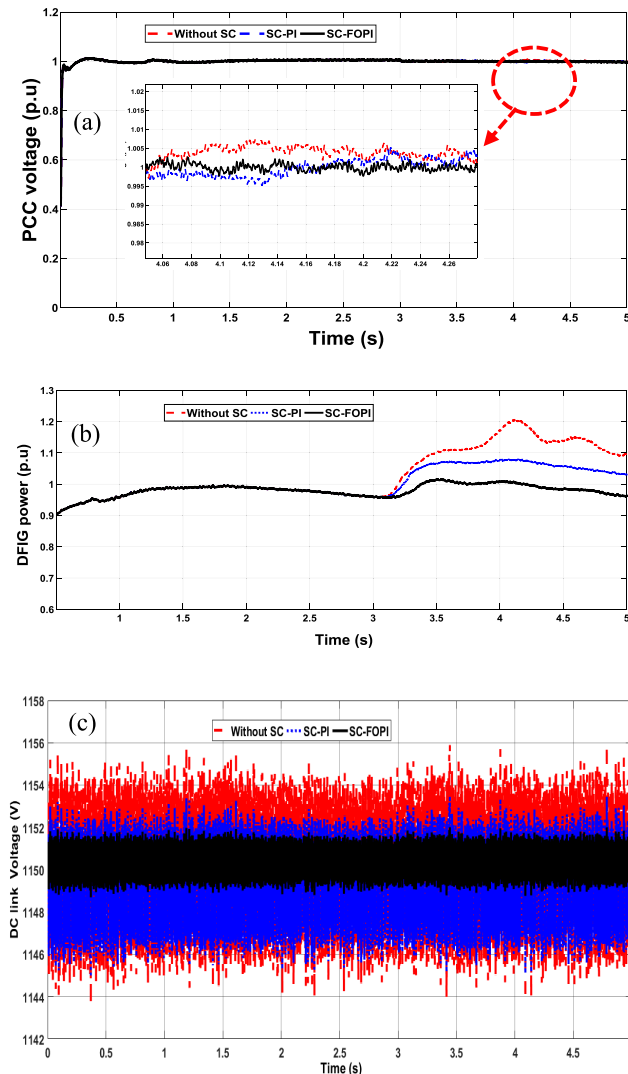 1.2
Without SC SC-PI SC-FOPI
1
0.8
0.6
0.4
0.2
0
PCC voltage (p.u)
(a)
1.02
1.015
1.01
1.005
1
0.995
0.99
0.985
0.98
4.06 4.08 4.1 4.12 4.14 4.16 4.18 4.2 4.22 4.24 4.26
0.5 1 1.5 2 2.5 3 3.5 4 4.5 5
Time (s)
1.3
1.2
1.1
1
0.9
0.8
0.7
0.6
DFIG power (p.u)
(b)
Without SC SC-PI SC-FOPI
1 1.5 2 2.5 3 3.5 4 4.5 5
Time (s)
1158
1156
1154
1152
1150
1148
1146
1144
1142
DC link Voltage (V)
(c)
Without SC SC-PI SC-FOPI
0 0.5 1 1.5 2 2.5 3 3.5 4 4.5
Time (s)